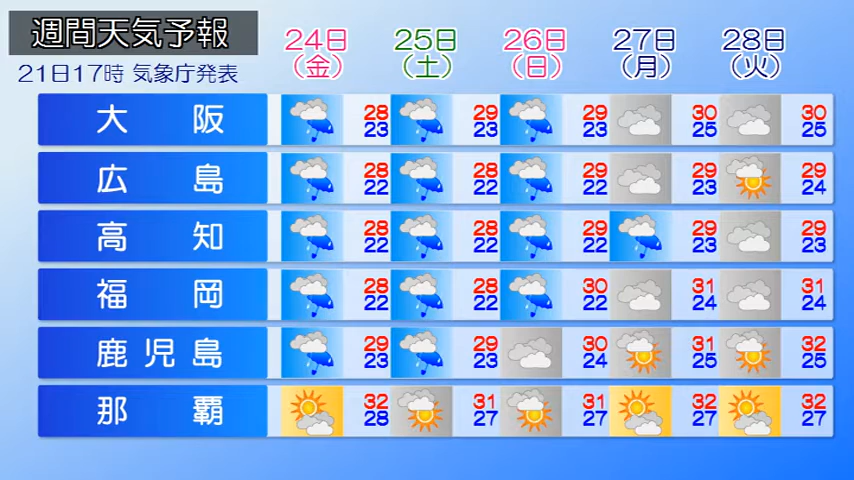 週間天気予報
21日17時 気象庁発表
24日 25日 26日 27日 28日
（金） （土） （日） （月） （火）
大阪 28 29 29 30 30
23 23 23 25 25
広島 28 28 29 29 29
22 22 22 23 24
高知 28 28 29 29 29
22 22 22 23 23
福岡 28 28 30 31 31
22 22 22 24 24
鹿児島 29 29 30 31 32
23 23 24 25 25
那覇 32 31 31 32 32
28 27 27 27 27